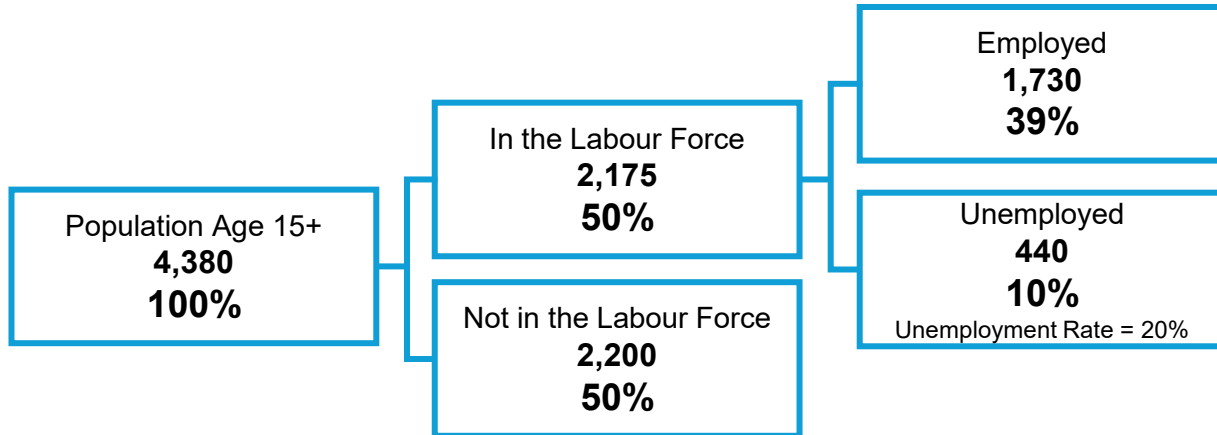 Population Age 15+
4,380
100%
In the Labour Force
2,175
50%
Not in the Labour Force
2,200
50%
Employed
1,730
39%
Unemployed
440
10%
Unemployment Rate = 20%